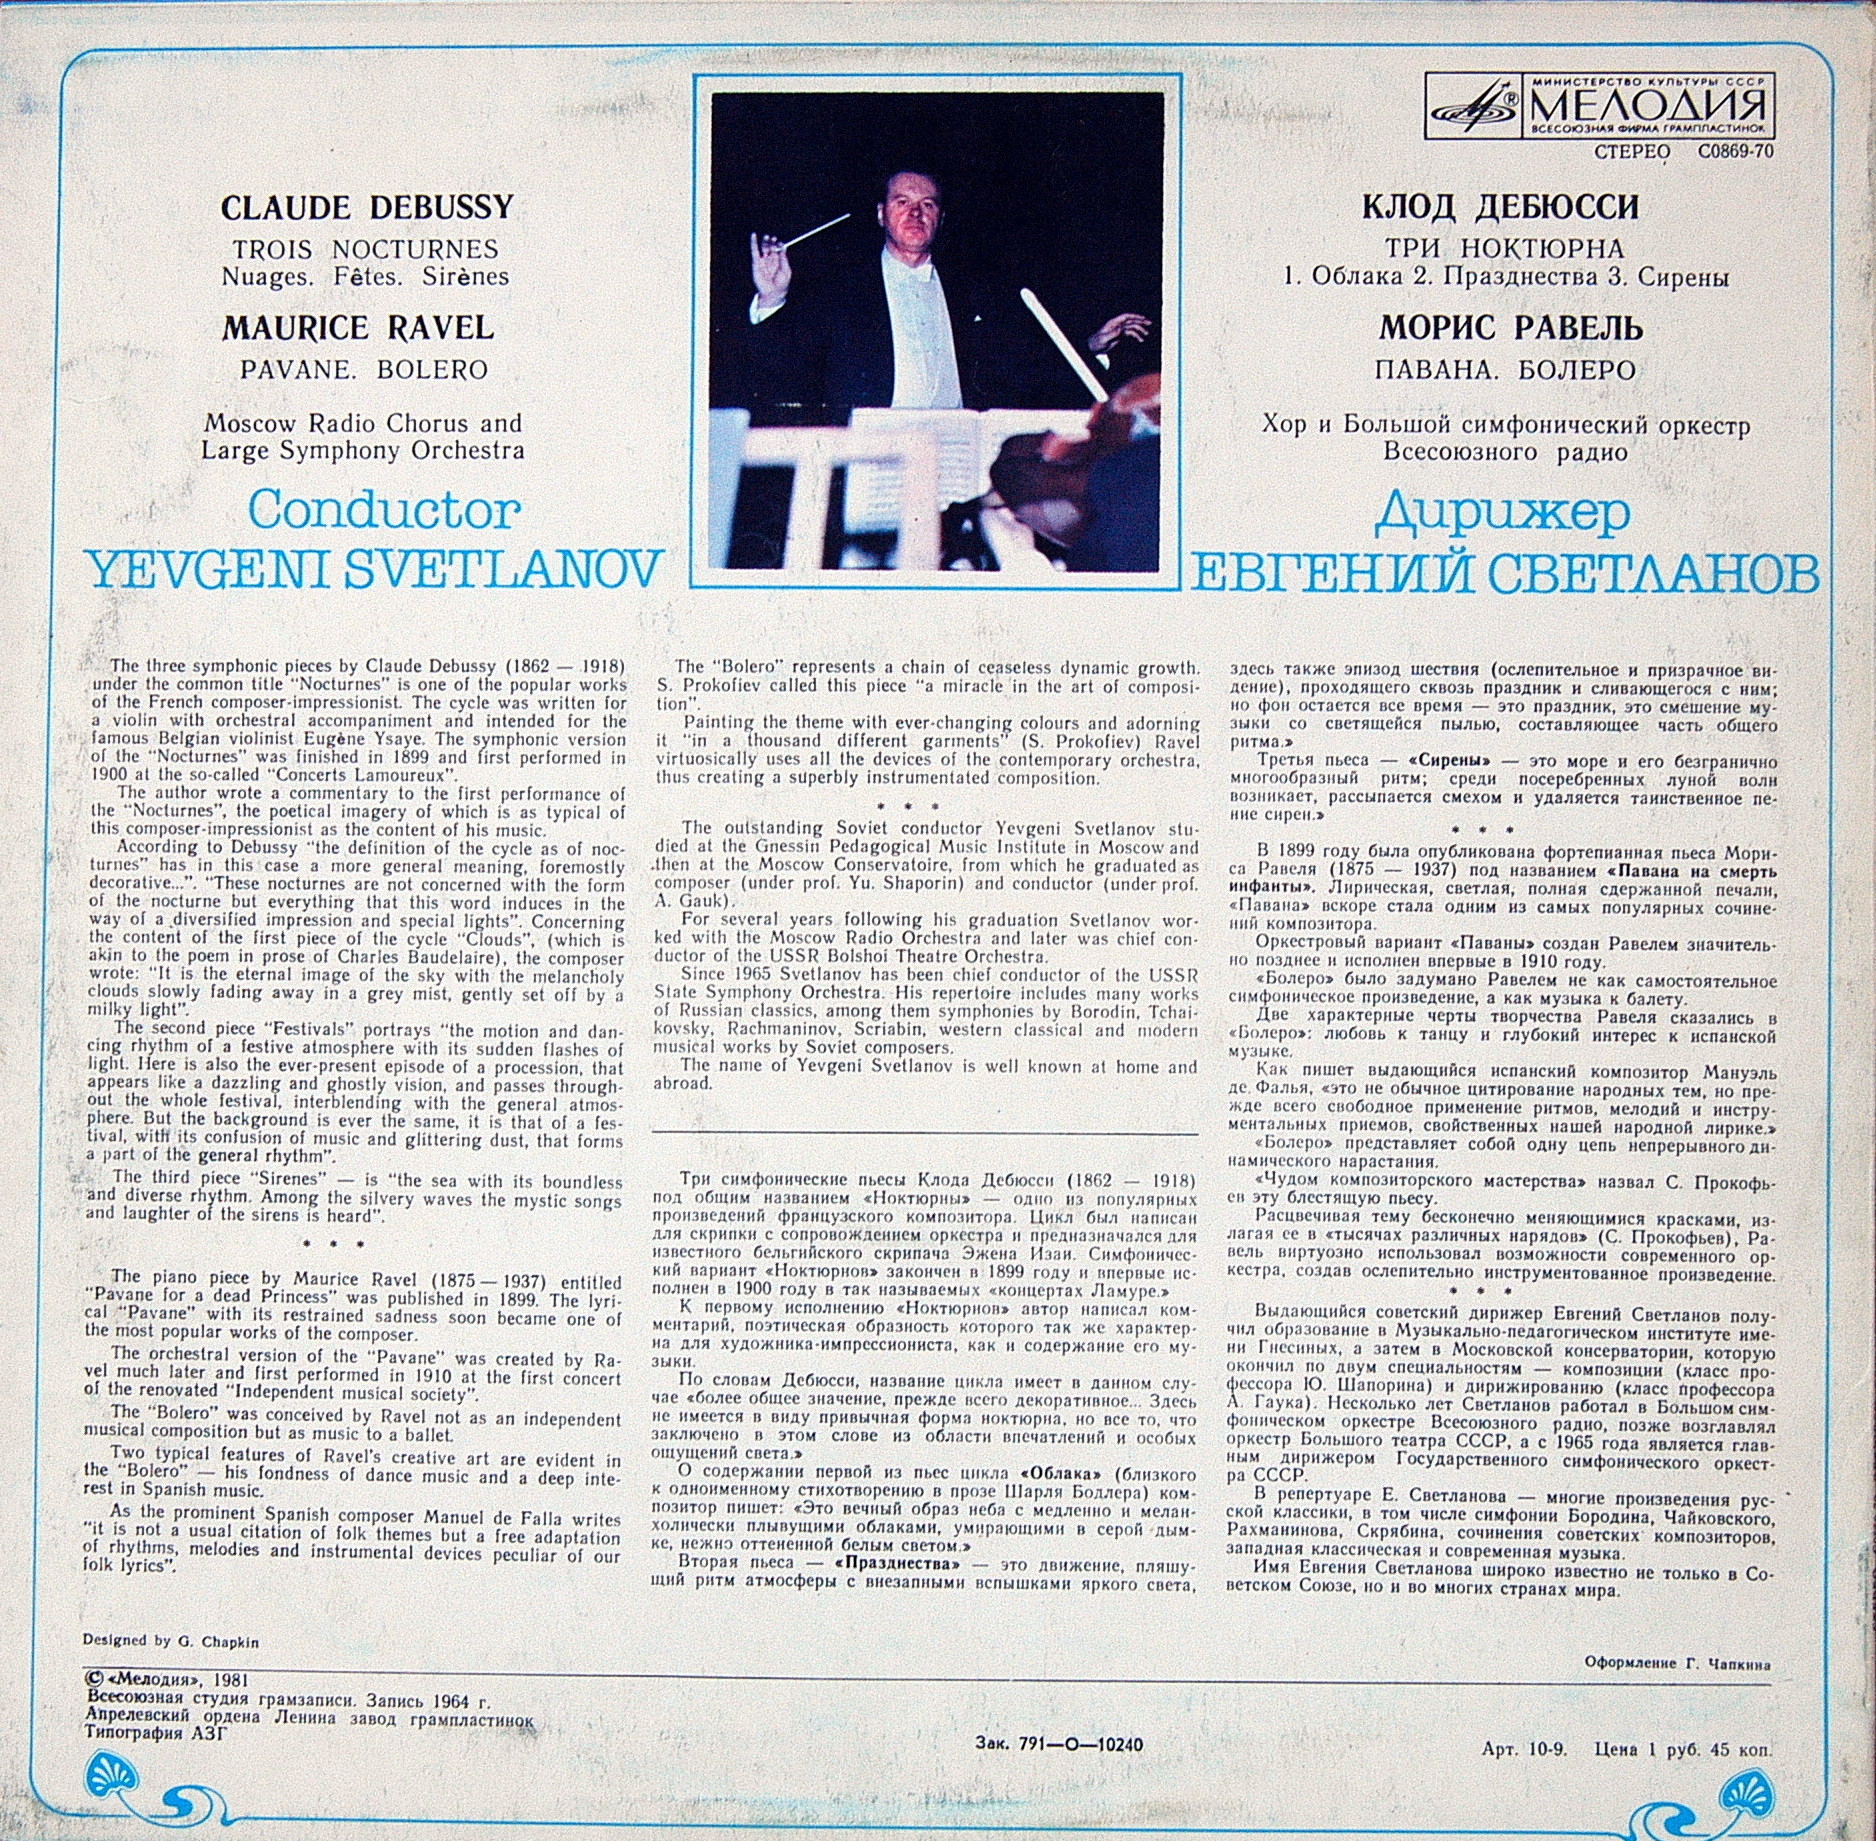 МИНИСТЕРСТВО КУЛЬТУРЫ СССР
МЕЛОДИЯ
ВСЕСОЮЗНАЯ ФИРМА ГРАМПЛАСТИНОК
СТЕРЕО С0869-70
CLAUDE DEBUSSY
TROIS NOCTURNES
Nuages. Fêtes. Sirènes
MAURICE RAVEL
PAVANE. BOLERO
Moscow Radio Chorus and
Large Symphony Orchestra
Conductor
YEVGENI SVETLANOV
КЛОД ДЕБЮССИ
ТРИ НОКТЮРНА
1. Облака 2. Празднества 3. Сирены
МОРИС РАВЕЛЬ
ПАВАНА. БОЛЕРО
Хор и Большой симфонический оркестр
Всесоюзного радио
Дирижер
ЕВГЕНИЙ СВЕТЛАНОВ
The three symphonic pieces by Claude Debussy (1862 — 1918)
under the common title "Nocturnes" is one of the popular works
of the French composer-impressionist. The cycle was written for
a violin with orchestral accompaniment and intended for the
famous Belgian violinist Eugène Ysaye. The symphonic version
of the "Nocturnes" was finished in 1899 and first performed in
1900 at the so-called "Concerts Lamoureux".
The author wrote a commentary to the first performance of
the "Nocturnes", the poetical imagery of which is as typical of
this composer-impressionist as the content of his music.
According to Debussy "the definition of the cycle as of noc-
turnes" has in this case a more general meaning, foremostly
decorative...". "These nocturnes are not concerned with the form
of the nocturne but everything that this word induces in the
way of a diversified impression and special lights". Concerning
the content of the first piece of the cycle "Clouds", (which is
akin to the poem in prose of Charles Baudelaire), the composer
wrote: "It is the eternal image of the sky with the melancholy
clouds slowly fading away in a grey mist, gently set off by a
milky light".
The second piece "Festivals" portrays "the motion and dan-
cing rhythm of a festive atmosphere with its sudden flashes of
light. Here is also the ever-present episode of a procession, that
appears like a dazzling and ghostly vision, and passes through-
out the whole festival, interblending with the general atmos-
phere. But the background is ever the same, it is that of a fes-
tival, with its confusion of music and glittering dust, that forms
a part of the general rhythm".
The third piece "Sirenes" — is "the sea with its boundless
and diverse rhythm. Among the silvery waves the mystic songs
and laughter of the sirens is heard".
* * *
The piano piece by Maurice Ravel (1875 — 1937) entitled
"Pavane for a dead Princess" was published in 1899. The lyri-
cal "Pavane" with its restrained sadness soon became one of
the most popular works of the composer.
The orchestral version of the "Pavane" was created by Ra-
vel much later and first performed in 1910 at the first concert
of the renovated "Independent musical society".
The "Bolero" was conceived by Ravel not as an independent
musical composition but as music to a ballet.
Two typical features of Ravel's creative art are evident in
the "Bolero" — his fondness of dance music and a deep inte-
rest in Spanish music.
As the prominent Spanish composer Manuel de Falla writes
"it is not a usual citation of folk themes but a free adaptation
of rhythms, melodies and instrumental devices peculiar of our
folk lyrics".
The "Bolero" represents a chain of ceaseless dynamic growth.
S. Prokofiev called this piece "a miracle in the art of composi-
tion".
Painting the theme with ever-changing colours and adorning
it "in a thousand different garments" (S. Prokofiev) Ravel
virtuosically uses all the devices of the contemporary orchestra,
thus creating a superbly instrumentated composition.
* * *
The outstanding Soviet conductor Yevgeni Svetlanov stu-
died at the Gnessin Pedagogical Music Institute in Moscow and
then at the Moscow Conservatoire, from which he graduated as
composer (under prof. Yu. Shaporin) and conductor (under prof.
A. Gauk).
For several years following his graduation Svetlanov wor-
ked with the Moscow Radio Orchestra and later was chief con-
ductor of the USSR Bolshoi Theatre Orchestra.
Since 1965 Svetlanov has been chief conductor of the USSR
State Symphony Orchestra. His repertoire includes many works
of Russian classics, among them symphonies by Borodin, Tchai-
kovsky, Rachmaninov, Scriabin, western classical and modern
musical works by Soviet composers.
The name of Yevgeni Svetlanov is well known at home and
abroad.
Три симфонические пьесы Клода Дебюсси (1862 — 1918)
под общим названием «Ноктюрны» — одно из популярных
произведений французского композитора. Цикл был написан
для скрипки с сопровождением оркестра и предназначался для
известного бельгийского скрипача Эжена Изаи. Симфоничес-
кий вариант «Ноктюрнов» закончен в 1899 году и впервые ис-
полнен в 1900 году в так называемых «концертах Ламуре.»
К первому исполнению «Ноктюрнов» автор написал ком-
ментарий, поэтическая образность которого так же характер-
на для художника-импрессиониста, как и содержание его му-
зыки.
По словам Дебюсси, название цикла имеет в данном слу-
чае «более общее значение, прежде всего декоративное... Здесь
не имеется в виду привычная форма ноктюрна, но все то, что
заключено в этом слове из области впечатлений и особых
ощущений света.»
О содержании первой из пьес цикла «Облака» (близкого
к одноименному стихотворению в прозе Шарля Бодлера) ком-
позитор пишет: «Это вечный образ неба с медленно и мелан-
холически плывущими облаками, умирающими в серой дым-
ке, нежно оттененной белым светом.»
Вторая пьеса — «Празднества» — это движение, пляшу-
щий ритм атмосферы с внезапными вспышками яркого света,
здесь также эпизод шествия (ослепительное и призрачное ви-
дение), проходящего сквозь праздник и сливающегося с ним;
но фон остается все время — это праздник, это смешение му-
зыки со светящейся пылью, составляющее часть общего
ритма.»
Третья пьеса — «Сирены» — это море и его безгранично
многообразный ритм; среди посеребренных луной волн
возникает, рассыпается смехом и удаляется таинственное пе-
ние сирен.»
* * *
В 1899 году была опубликована фортепианная пьеса Мори-
са Равеля (1875 — 1937) под названием «Павана на смерть
инфанты». Лирическая, светлая, полная сдержанной печали,
«Павана» вскоре стала одним из самых популярных сочине-
ний композитора.
Оркестровый вариант «Паваны» создан Равелем значитель-
но позднее и исполнен впервые в 1910 году.
«Болеро» было задумано Равелем не как самостоятельное
симфоническое произведение, а как музыка к балету.
Две характерные черты творчества Равеля сказались в
«Болеро»: любовь к танцу и глубокий интерес к испанской
музыке.
Как пишет выдающийся испанский композитор Мануэль
де Фалья, «это не обычное цитирование народных тем, но пре-
жде всего свободное применение ритмов, мелодий и инстру-
ментальных приемов, свойственных нашей народной лирике.»
«Болеро» представляет собой одну цепь непрерывного ди-
намического нарастания.
«Чудом композиторского мастерства» назвал С. Прокофь-
ев эту блестящую пьесу.
Расцвечивая тему бесконечно меняющимися красками, из-
лагая ее в «тысячах различных нарядов» (С. Прокофьев), Ра-
вель виртуозно использовал возможности современного ор-
кестра, создав ослепительно инструментованное произведение.
* * *
Выдающийся советский дирижер Евгений Светланов полу-
чил образование в Музыкально-педагогическом институте име-
ни Гнесиных, а затем в Московской консерватории, которую
окончил по двум специальностям — композиции (класс про-
фессора Ю. Шапорина) и дирижированию (класс профессора
А. Гаука). Несколько лет Светланов работал в Большом сим-
фоническом оркестре Всесоюзного радио, позже возглавлял
оркестр Большого театра СССР, а с 1965 года является глав-
ным дирижером Государственного симфонического оркест-
ра СССР.
В репертуаре Е. Светланова — многие произведения рус-
ской классики, в том числе симфонии Бородина, Чайковского,
Рахманинова, Скрябина, сочинения советских композиторов,
западная классическая и современная музыка.
Имя Евгения Светланова широко известно не только в Со-
ветском Союзе, но и во многих странах мира.
Designed by G. Chapkin
Оформление Г. Чапкина
© «Мелодия», 1981
Всесоюзная студия грамзаписи. Запись 1964 г.
Апрелевский ордена Ленина завод грампластинок
Типография АЗГ
Зак. 791—О—10240
Арт. 10-9. Цена 1 руб. 45 коп.